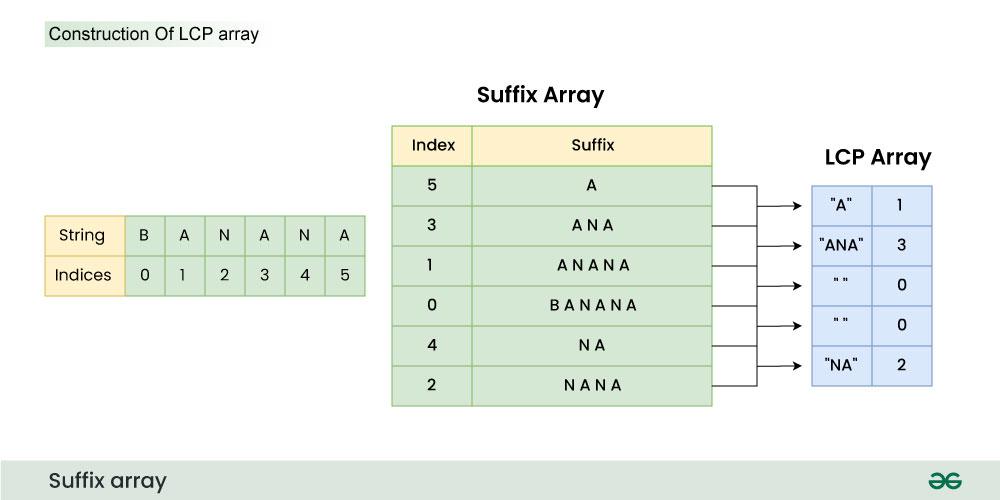 Construction Of LCP array
Suffix Array
Index Suffix
5 A
3 A N A
1 A N A N A
0 B A N A N A
4 N A
2 N A N A
LCP Array
"A" 1
"ANA" 3
" " 0
" " 0
"NA" 2
String B A N A N A
Indices 0 1 2 3 4 5
Suffix array